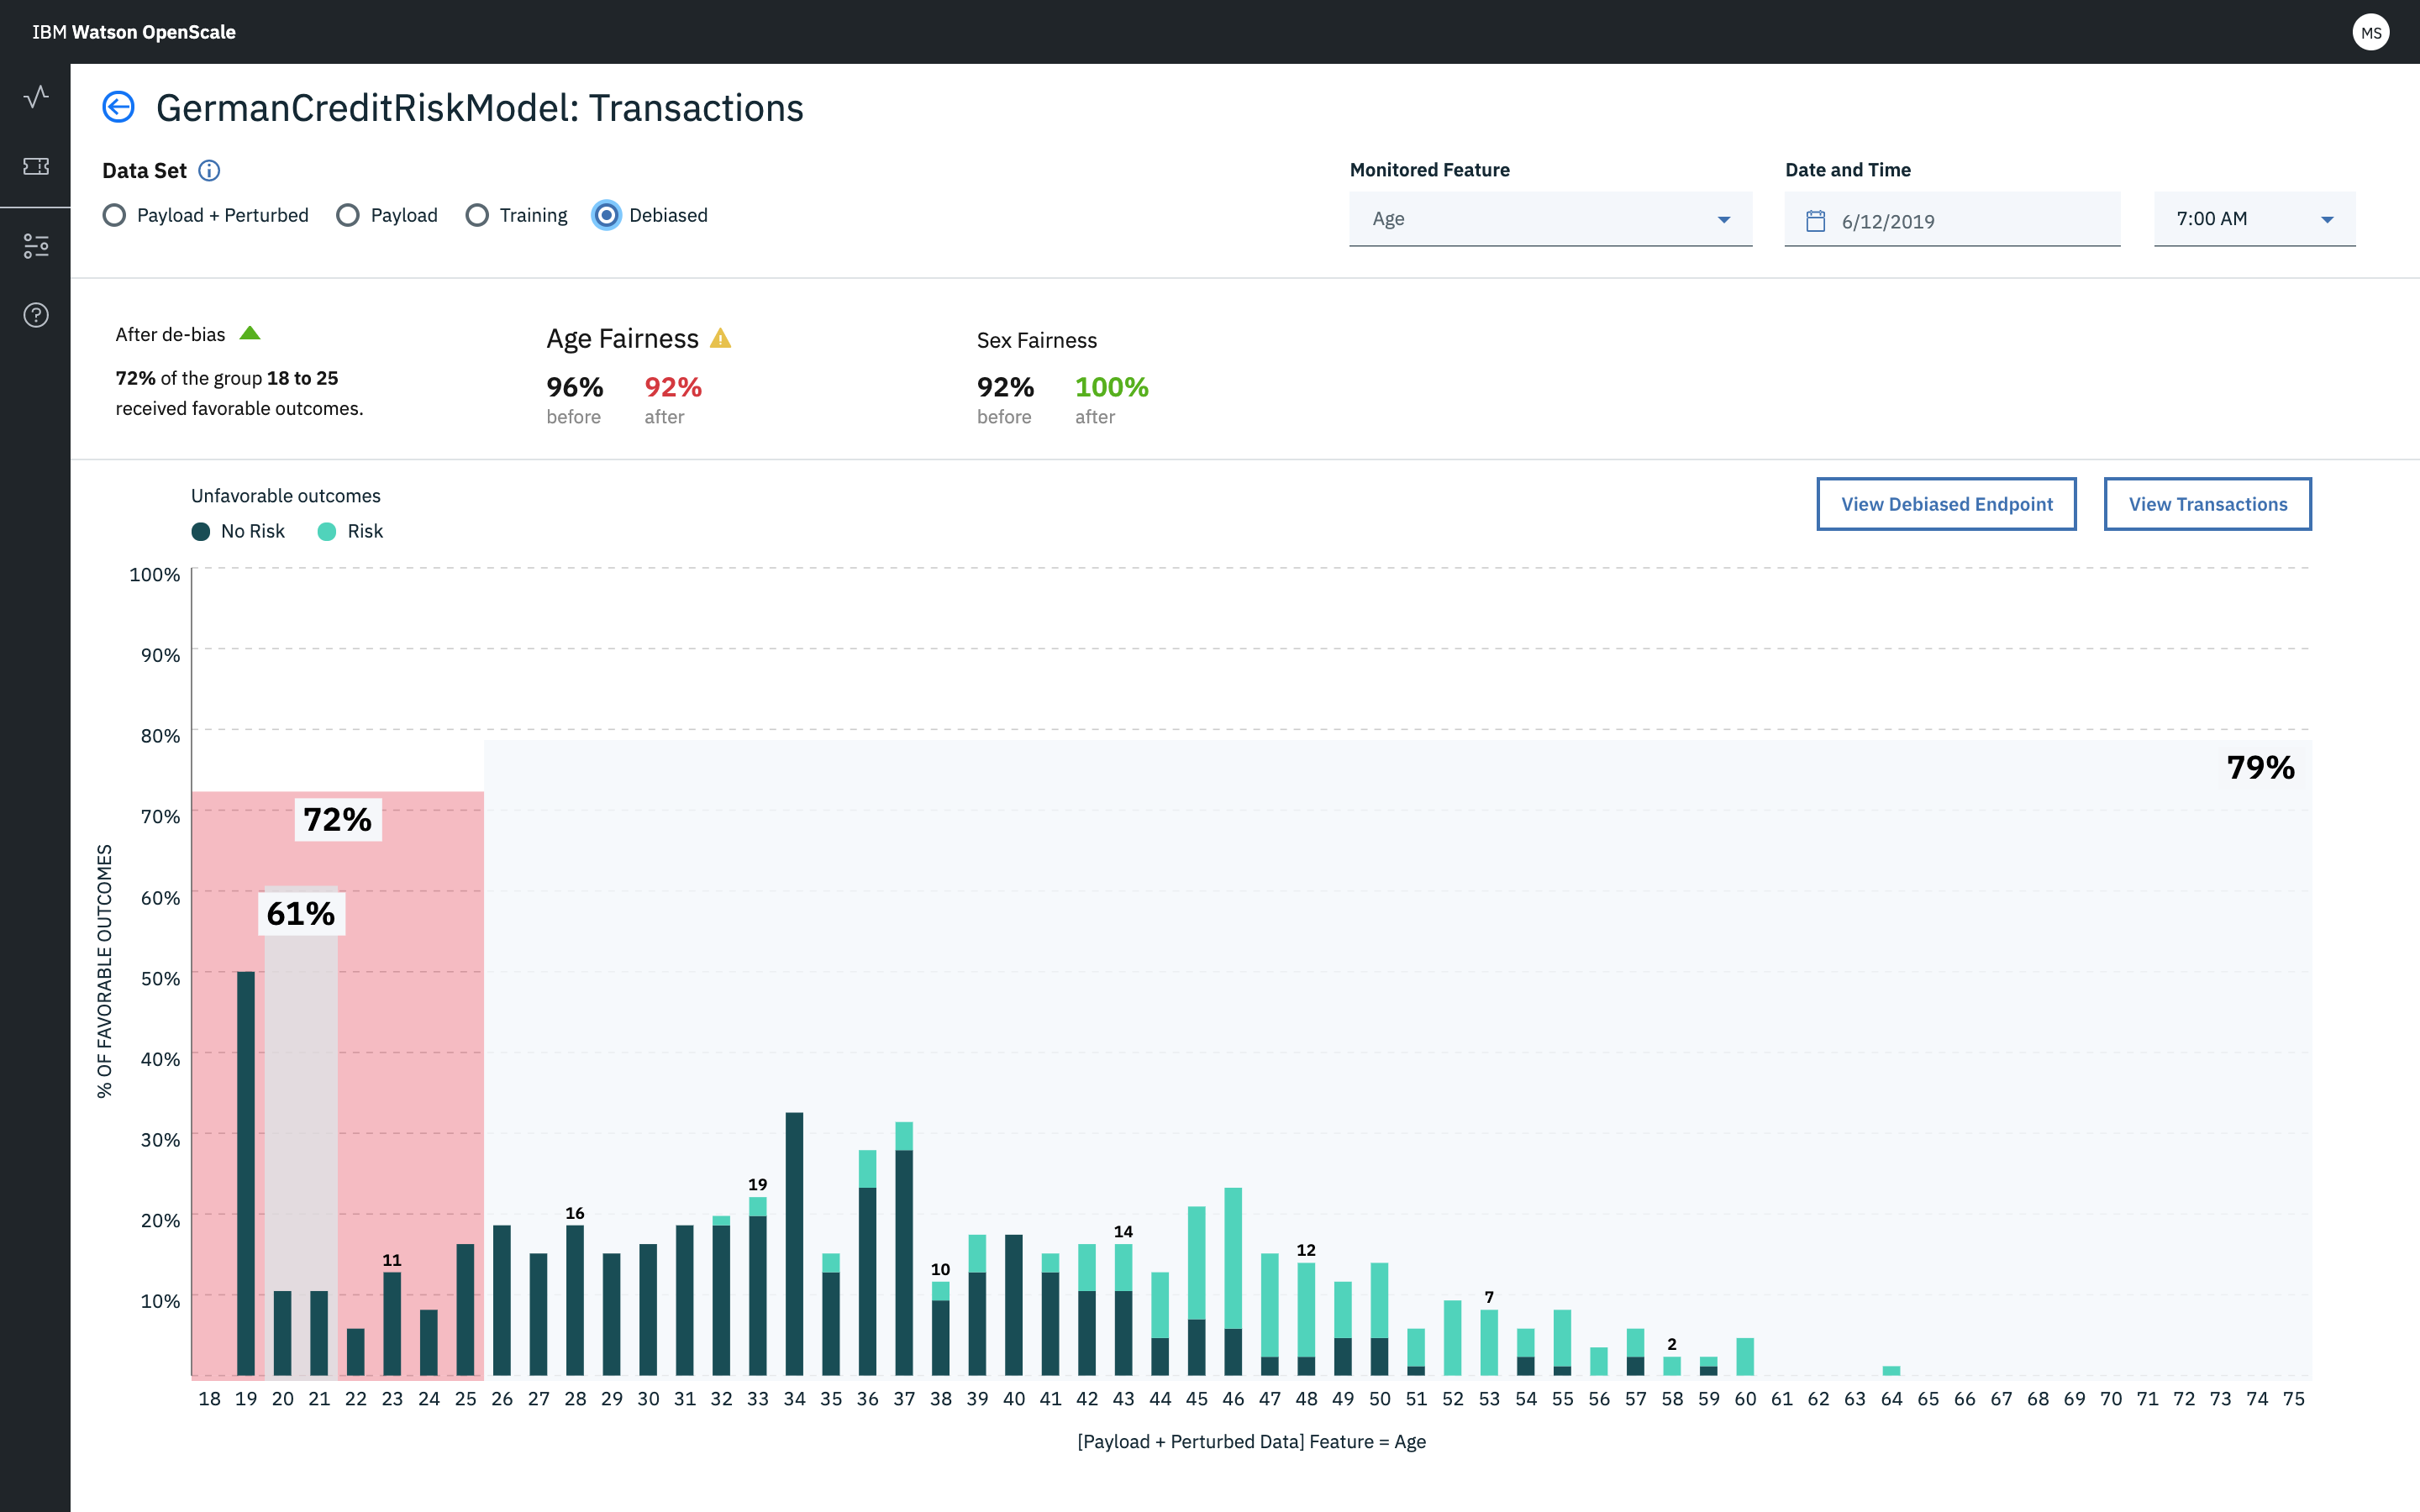 IBM Watson OpenScale
MS
GermanCreditRiskModel: Transactions
Data Set
Payload + Perturbed
Payload
Training
Debiased
Monitored Feature
Age
Date and Time
6/12/2019
7:00 AM
After de-bias
72% of the group 18 to 25
received favorable outcomes.
Age Fairness
96%
92%
before
after
Sex Fairness
92%
100%
before
after
Unfavorable outcomes
No Risk
Risk
View Debiased Endpoint
View Transactions
100%
90%
80%
70%
60%
50%
40%
30%
20%
10%
% OF FAVORABLE OUTCOMES
79%
72%
61%
11
16
19
10
14
12
7
2
18 19 20 21 22 23 24 25 26 27 28 29 30 31 32 33 34 35 36 37 38 39 40 41 42 43 44 45 46 47 48 49 50 51 52 53 54 55 56 57 58 59 60 61 62 63 64 65 66 67 68 69 70 71 72 73 74 75
[Payload + Perturbed Data] Feature = Age